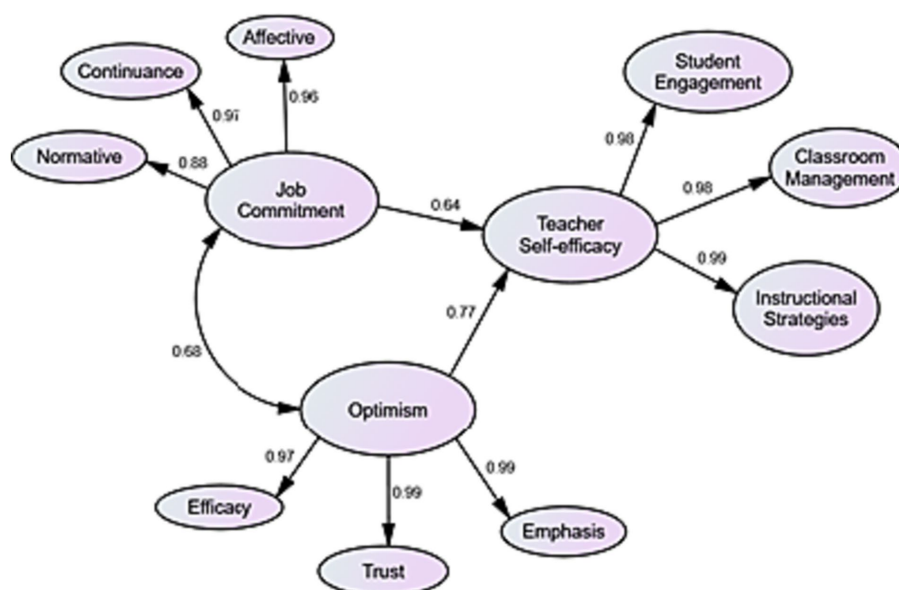 Affective
Continuance
0.96
0.97
Normative
0.88
Job
Commitment
0.64
Student
Engagement
0.98
Classroom
Management
0.98
Teacher
Self-efficacy
0.99
Instructional
Strategies
0.77
0.68
Optimism
0.97
0.99
0.99
Efficacy
Emphasis
Trust